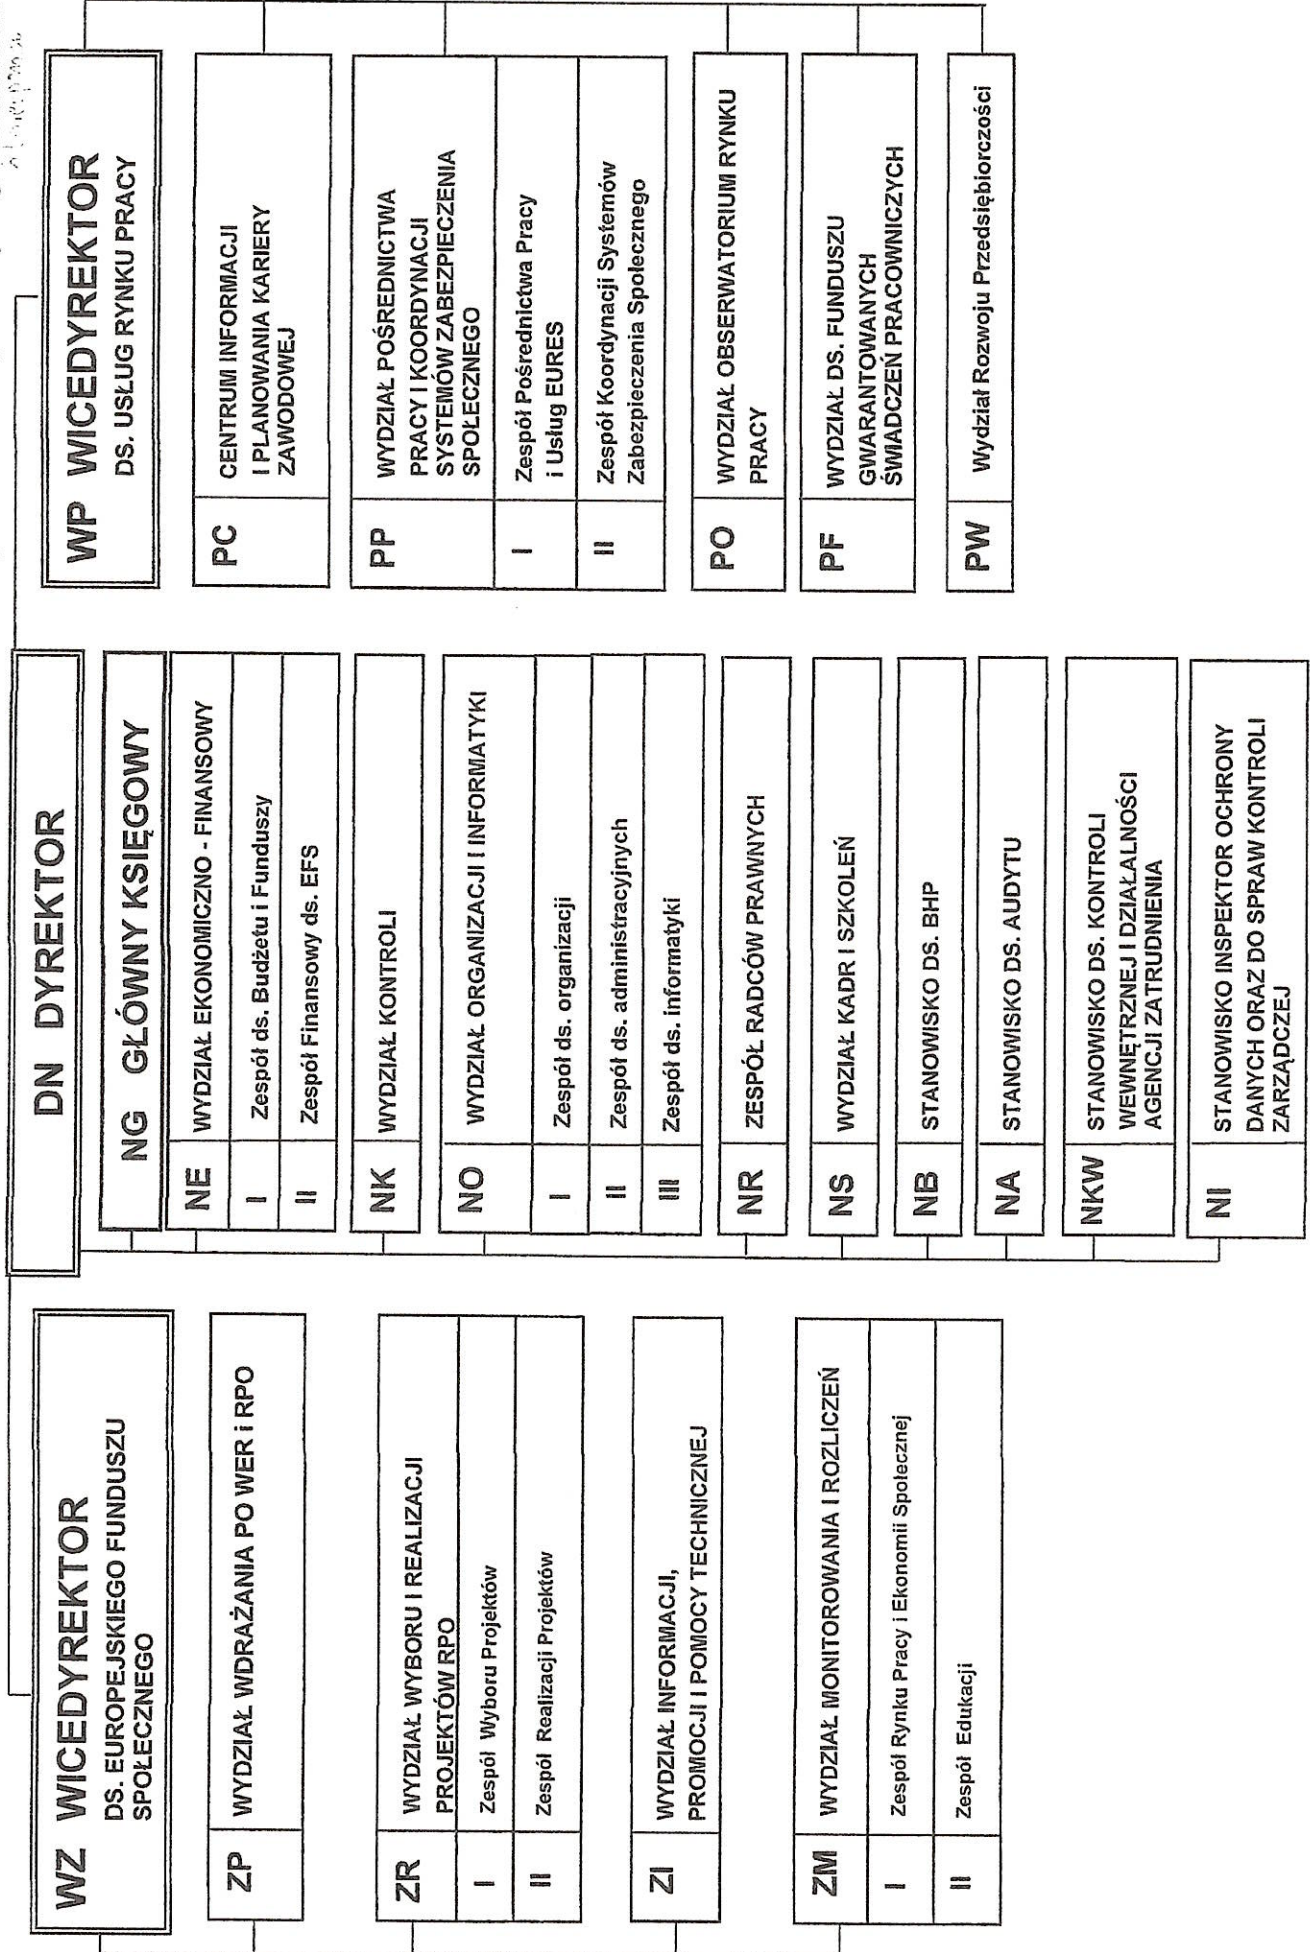 DN DYREKTOR
WZ WICEDYREKTOR
DS. EUROPEJSKIEGO FUNDUSZU
SPOŁECZNEGO
ZP WYDZIAŁ WDRAŻANIA PO WER i RPO
ZR WYDZIAŁ WYBORU I REALIZACJI
PROJEKTÓW RPO
I Zespół Wyboru Projektów
II Zespół Realizacji Projektów
ZI WYDZIAŁ INFORMACJI,
PROMOCJI I POMOCY TECHNICZNEJ
ZM WYDZIAŁ MONITOROWANIA I ROZLICZEŃ
I Zespół Rynku Pracy i Ekonomii Społecznej
II Zespół Edukacji
NG GŁÓWNY KSIĘGOWY
NE WYDZIAŁ EKONOMICZNO - FINANSOWY
I Zespół ds. Budżetu i Funduszy
II Zespół Finansowy ds. EFS
NK WYDZIAŁ KONTROLI
NO WYDZIAŁ ORGANIZACJI I INFORMATYKI
I Zespół ds. organizacji
II Zespół ds. administracyjnych
III Zespół ds. informatyki
NR ZESPÓŁ RADCÓW PRAWNYCH
NS WYDZIAŁ KADR I SZKOLEŃ
NB STANOWISKO DS. BHP
NA STANOWISKO DS. AUDYTU
NKW STANOWISKO DS. KONTROLI
WEWNĘTRZNEJ I DZIAŁALNOŚCI
AGENCJI ZATRUDNIENIA
NI STANOWISKO INSPEKTOR OCHRONY
DANYCH ORAZ DO SPRAW KONTROLI
ZARZĄDCZEJ
WP WICEDYREKTOR
DS. USŁUG RYNKU PRACY
PC CENTRUM INFORMACJI
I PLANOWANIA KARIERY
ZAWODOWEJ
PP WYDZIAŁ POŚREDNICTWA
PRACY I KOORDYNACJI
SYSTEMÓW ZABEZPIECZENIA
SPOŁECZNEGO
I Zespół Pośrednictwa Pracy
i Usług EURES
II Zespół Koordynacji Systemów
Zabezpieczenia Społecznego
PO WYDZIAŁ OBSERWATORIUM RYNKU
PRACY
PF WYDZIAŁ DS. FUNDUSZU
GWARANTOWANYCH
ŚWIADCZEŃ PRACOWNICZYCH
PW Wydział Rozwoju Przedsiębiorczości